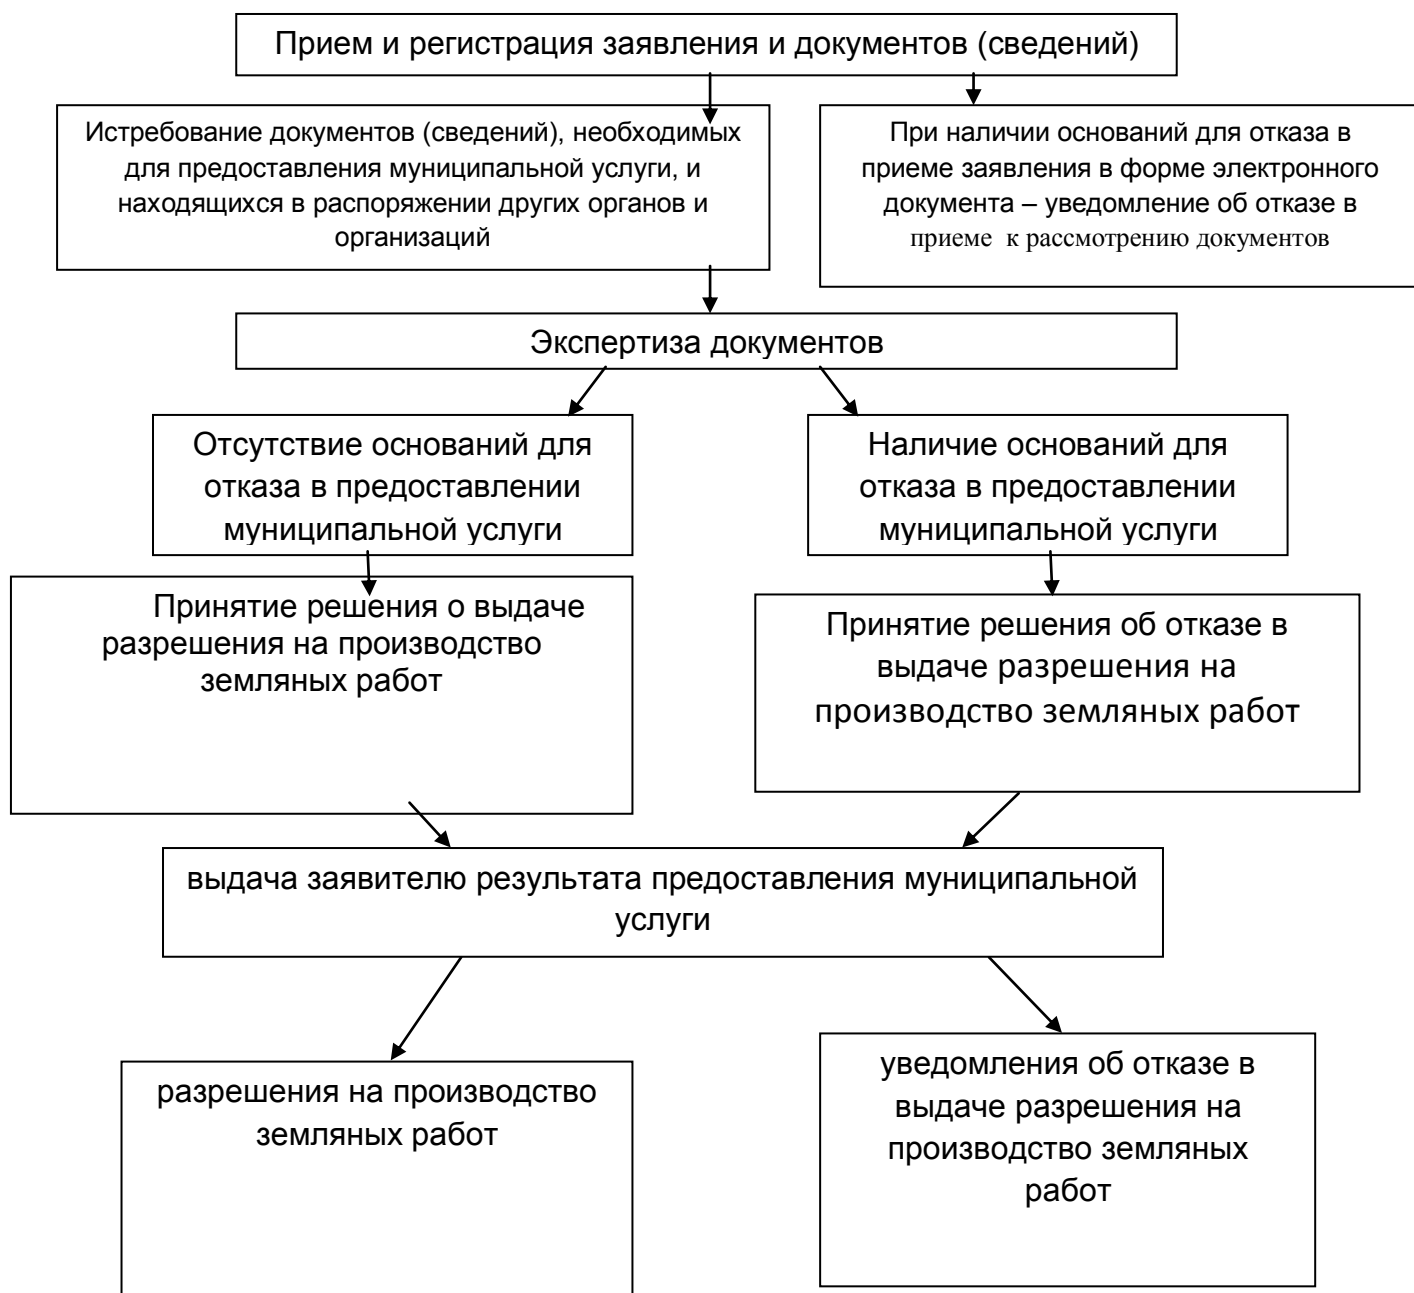 Прием и регистрация заявления и документов (сведений)
Истребование документов (сведений), необходимых
для предоставления муниципальной услуги, и
находящихся в распоряжении других органов и
организаций
При наличии оснований для отказа в
приеме заявления в форме электронного
документа – уведомление об отказе в
приеме к рассмотрению документов
Экспертиза документов
Отсутствие оснований для
отказа в предоставлении
муниципальной услуги
Наличие оснований для
отказа в предоставлении
муниципальной услуги
Принятие решения о выдаче
разрешения на производство
земляных работ
Принятие решения об отказе в
выдаче разрешения на
производство земляных работ
выдача заявителю результата предоставления муниципальной
услуги
разрешения на производство
земляных работ
уведомления об отказе в
выдаче разрешения на
производство земляных
работ